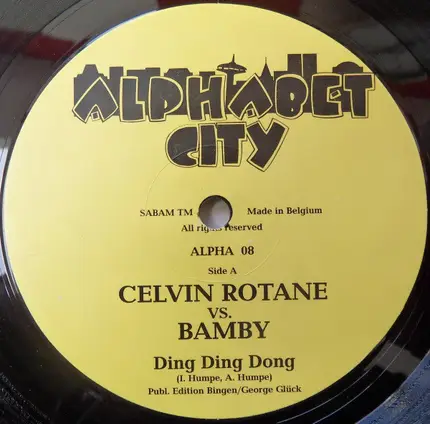 ALPHABET
CITY
SABAM TM
Made in Belgium
All rights reserved
ALPHA 08
Side A
CELVIN ROTANE
VS.
BAMBY
Ding Ding Dong
(I. Humpe, A. Humpe)
Publ. Edition Bingen/George Glück